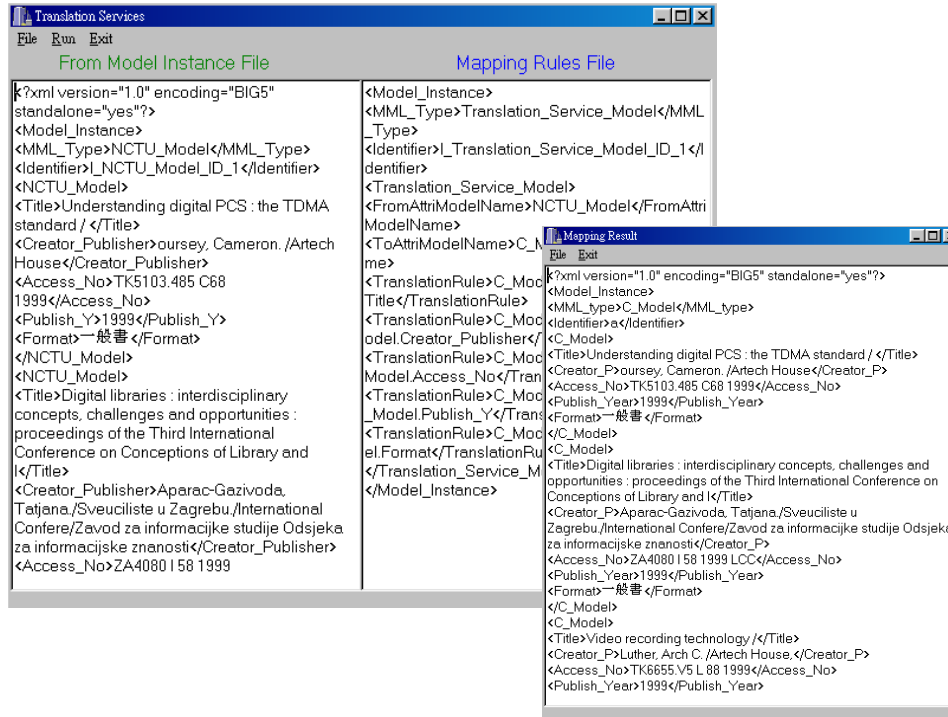 Translation Services
File Run Exit
From Model Instance File
<?xml version="1.0" encoding="BIG5"
standalone="yes"?>
<Model_Instance>
<MML_Type>NCTU_Model</MML_Type>
<Identifier>I_NCTU_Model_ID_1</Identifier>
<NCTU_Model>
<Title>Understanding digital PCS : the TDMA
standard / </Title>
<Creator_Publisher>oursey, Cameron. /Artech
House</Creator_Publisher>
<Access_No>TK5103.485 C68
1999</Access_No>
<Publish_Y>1999</Publish_Y>
<Format>一般書</Format>
</NCTU_Model>
<NCTU_Model>
<Title>Digital libraries : interdisciplinary
concepts, challenges and opportunities :
proceedings of the Third International
Conference on Conceptions of Library and
I</Title>
<Creator_Publisher>Aparac-Gazivoda,
Tatjana./Sveuciliste u Zagrebu./International
Confere/Zavod za informacijke studije Odsjeka
za informacijske znanosti</Creator_Publisher>
<Access_No>ZA4080 I 58 1999
Mapping Rules File
<Model_Instance>
<MML_Type>Translation_Service_Model</MML
_Type>
<Identifier>I_Translation_Service_Model_ID_1</I
dentifier>
<Translation_Service_Model>
<FromAttriModelName>NCTU_Model</FromAttri
ModelName>
<ToAttriModelName>C_M
me>
<TranslationRule>C_Mod
Title</TranslationRule>
<TranslationRule>C_Mod
odel.Creator_Publisher</T
<TranslationRule>C_Mod
Model.Access_No</Tran
<TranslationRule>C_Mod
_Model.Publish_Y</Trans
<TranslationRule>C_Mod
el.Format</TranslationRu
</Translation_Service_M
</Model_Instance>
Mapping Result
File Exit
<?xml version="1.0" encoding="BIG5" standalone="yes"?>
<Model_Instance>
<MML_type>C_Model</MML_type>
<Identifier>a</Identifier>
<C_Model>
<Title>Understanding digital PCS : the TDMA standard / </Title>
<Creator_P>oursey, Cameron. /Artech House</Creator_P>
<Access_No>TK5103.485 C68 1999</Access_No>
<Publish_Year>1999</Publish_Year>
<Format>一般書</Format>
</C_Model>
<C_Model>
<Title>Digital libraries : interdisciplinary concepts, challenges and
opportunities : proceedings of the Third International Conference on
Conceptions of Library and I</Title>
<Creator_P>Aparac-Gazivoda, Tatjana./Sveuciliste u
Zagrebu./International Confere/Zavod za informacijke studije Odsjeka
za informacijske znanosti</Creator_P>
<Access_No>ZA4080 I 58 1999 LCC</Access_No>
<Publish_Year>1999</Publish_Year>
<Format>一般書</Format>
</C_Model>
<C_Model>
<Title>Video recording technology /</Title>
<Creator_P>Luther, Arch C. /Artech House,</Creator_P>
<Access_No>TK6655.V5 L 88 1999</Access_No>
<Publish_Year>1999</Publish_Year>